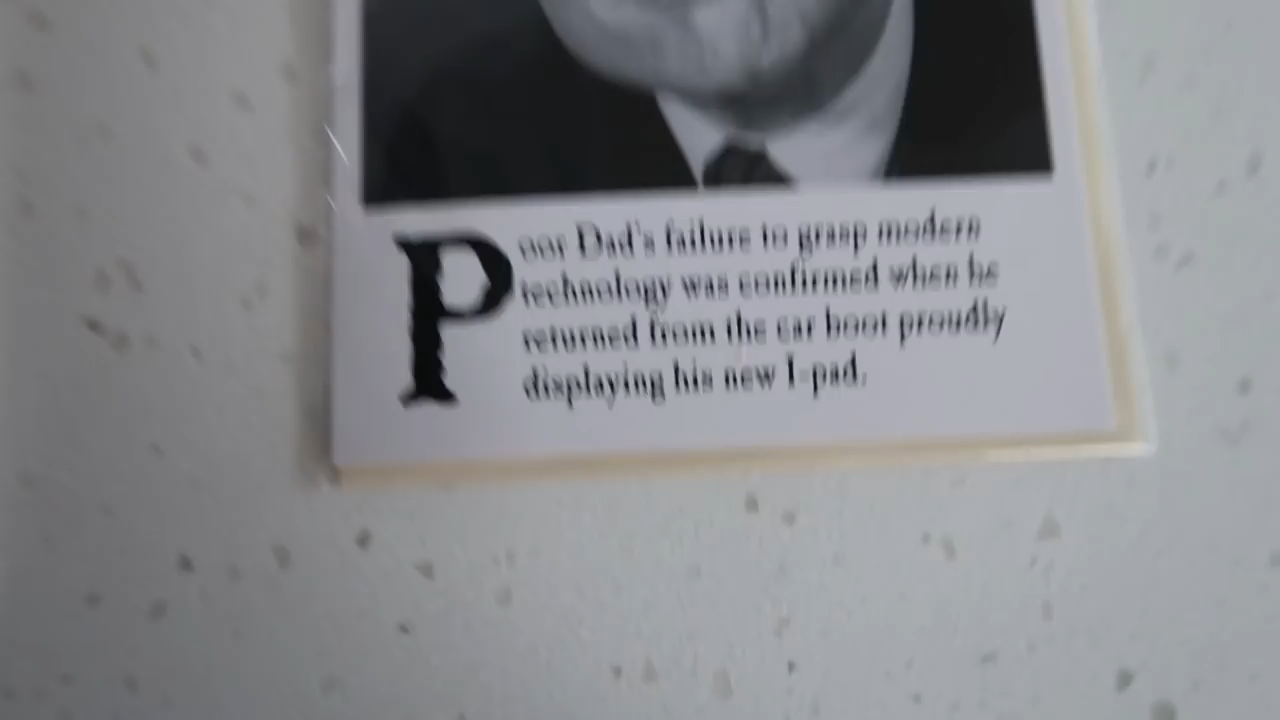 Poor Dad's failure to grasp modern
technology was confirmed when he
returned from the car boot proudly
displaying his new I-pad.